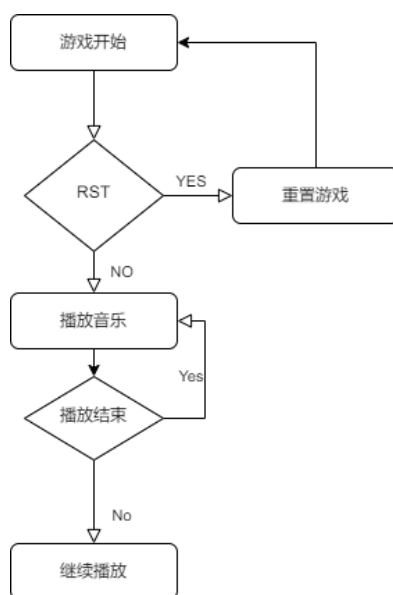 游戏开始
RST
YES
重置游戏
NO
播放音乐
Yes
播放结束
No
继续播放